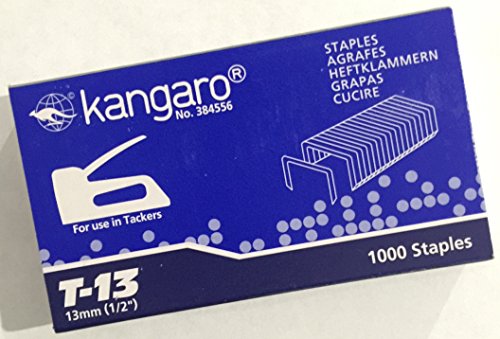 kangaro®
No. 384556
STAPLES
AGRAFES
HEFTKLAMMERN
GRAPAS
CUCIRE
For use in Tackers
T-13
13mm (1/2")
1000 Staples